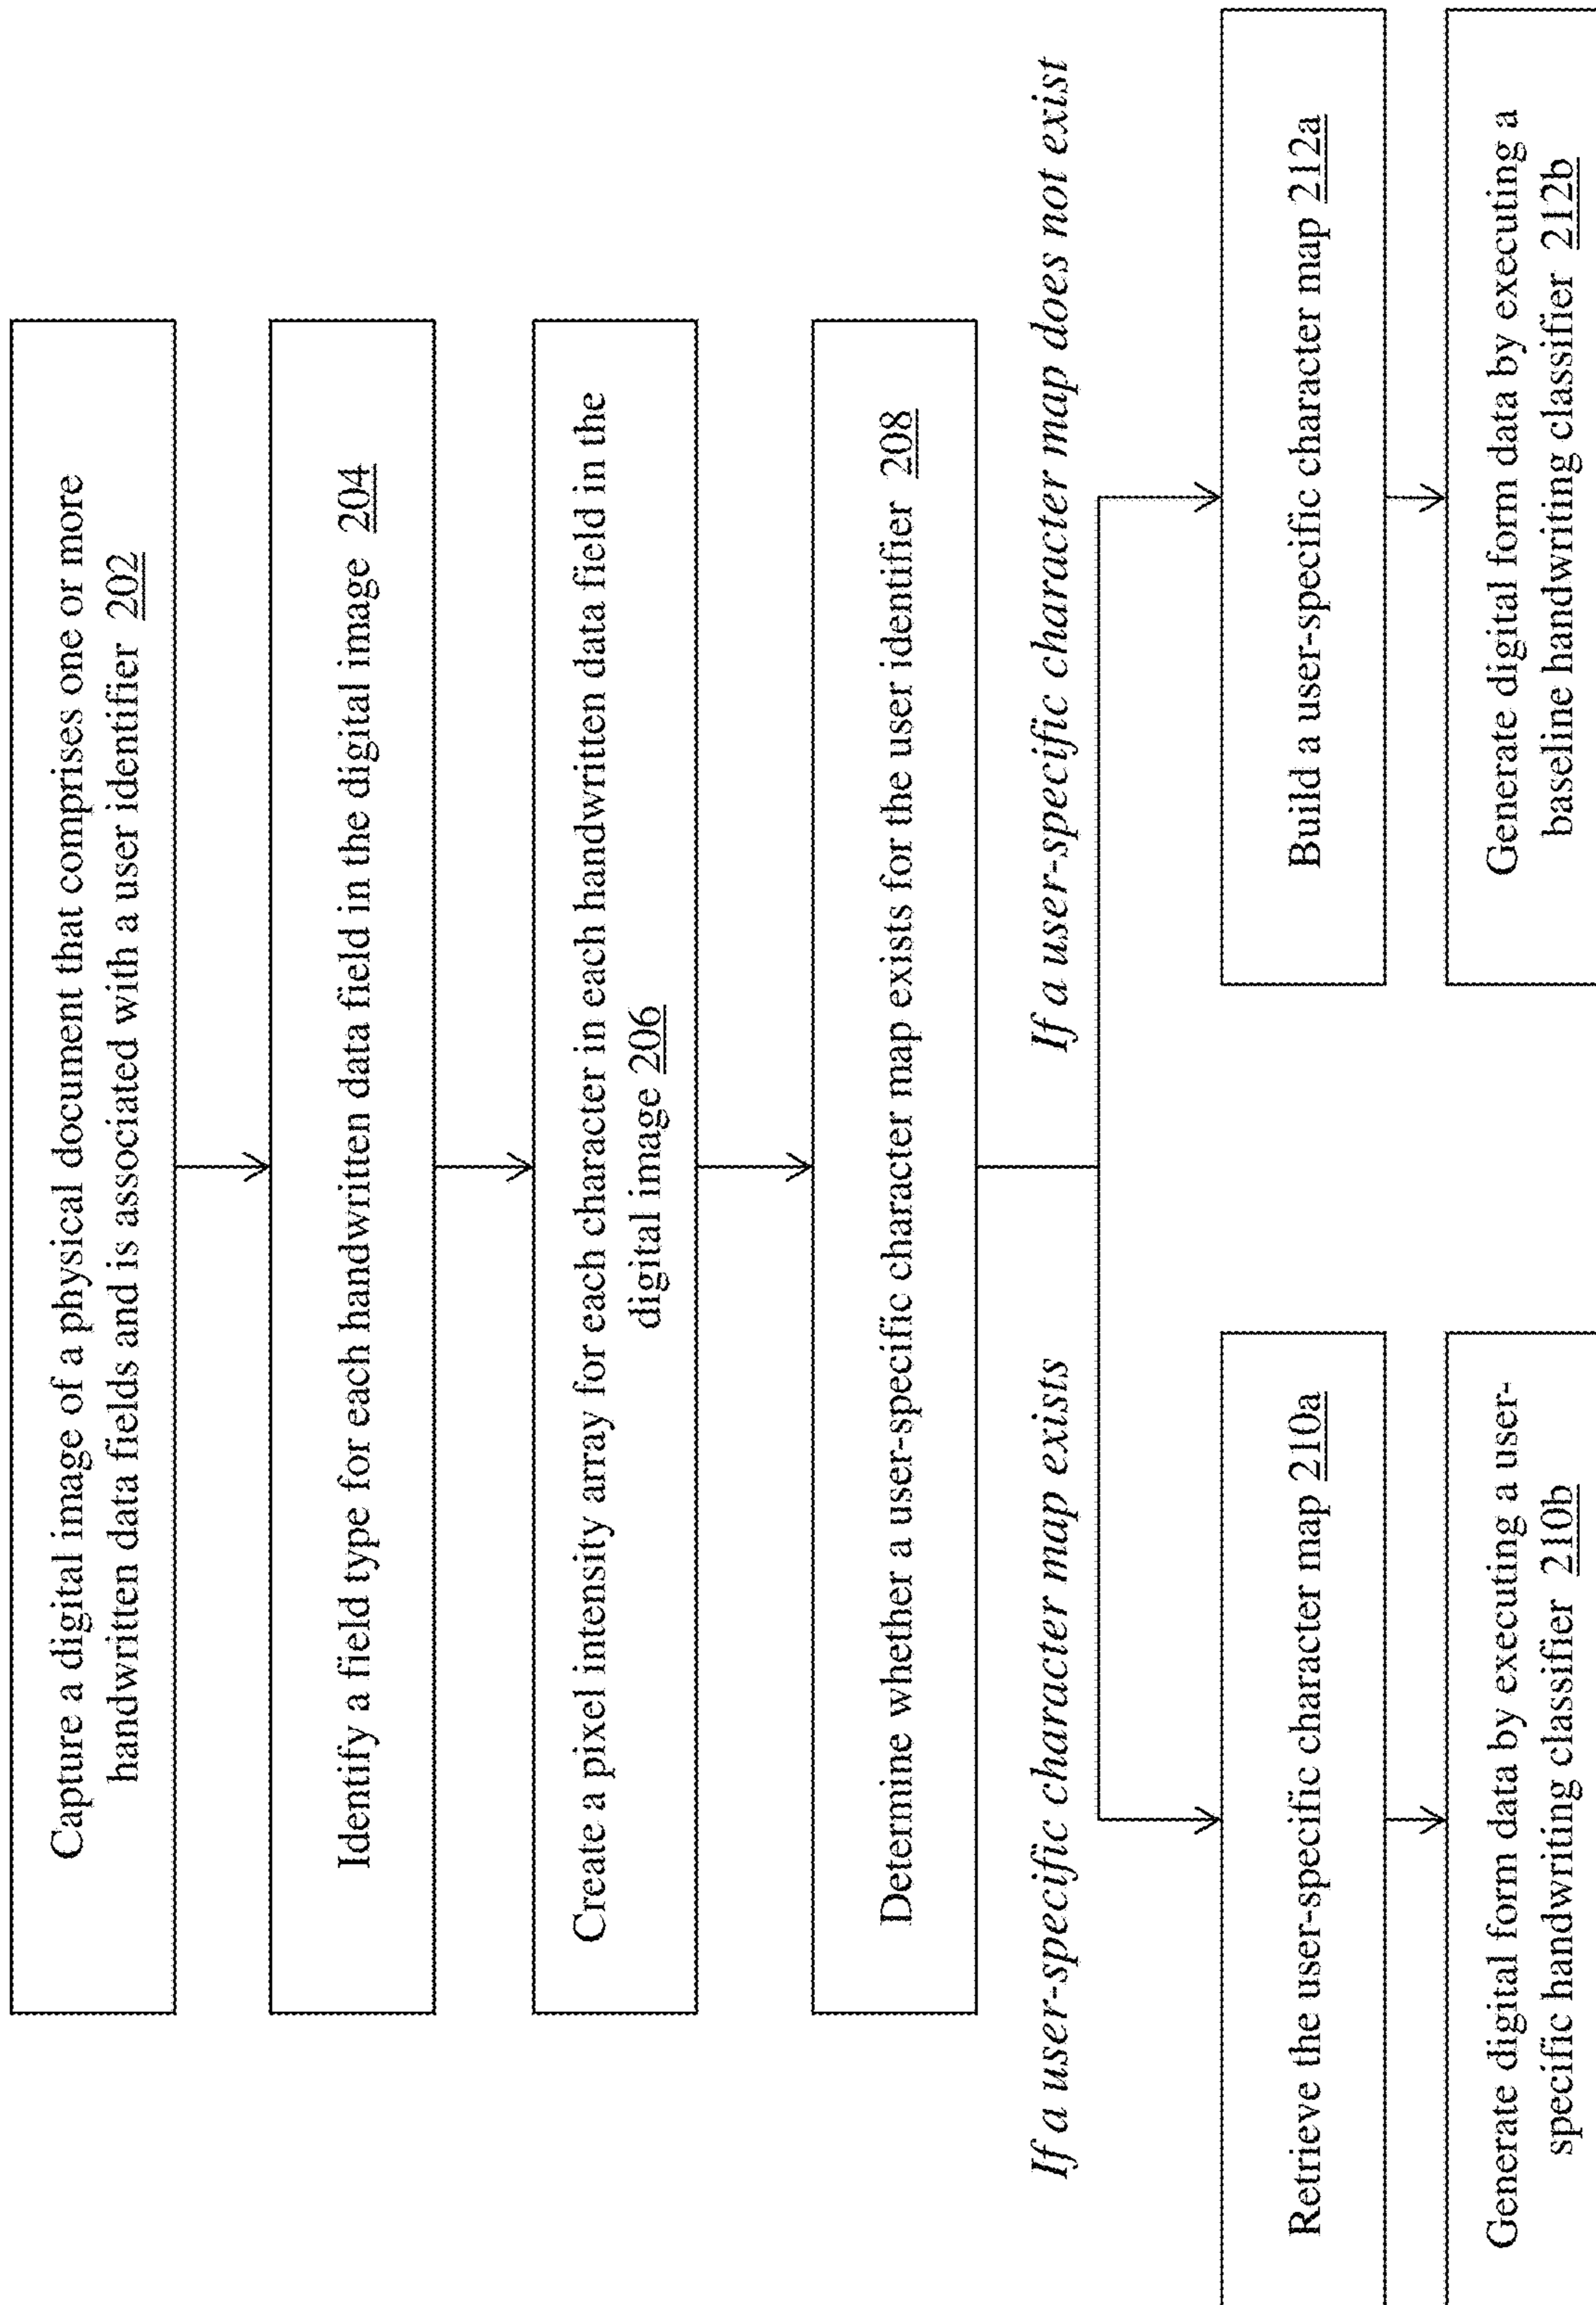 Capture a digital image of a physical document that comprises one or more
handwritten data fields and is associated with a user identifier 202
Identify a field type for each handwritten data field in the digital image 204
Create a pixel intensity array for each character in each handwritten data field in the
digital image 206
Determine whether a user-specific character map exists for the user identifier 208
If a user-specific character map exists
If a user-specific character map does not exist
Retrieve the user-specific character map 210a
Generate digital form data by executing a user-
specific handwriting classifier 210b
Build a user-specific character map 212a
Generate digital form data by executing a
baseline handwriting classifier 212b